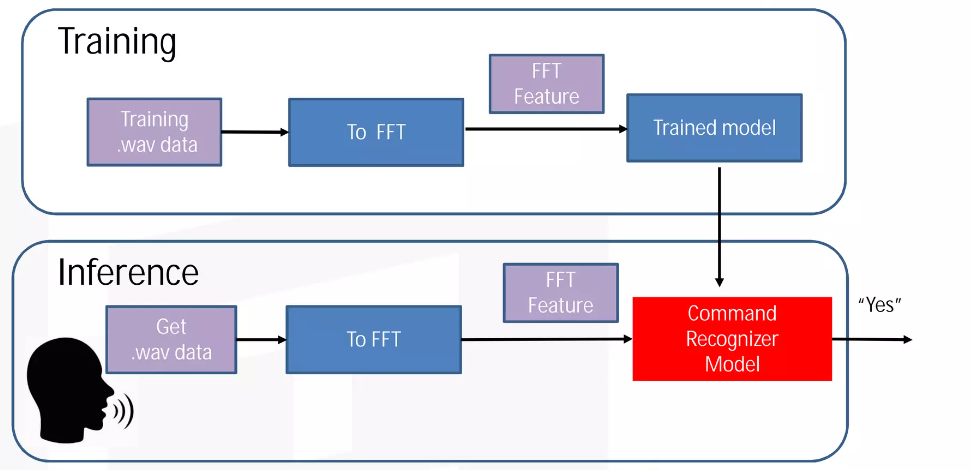 Training
Training
.wav data
To FFT
FFT
Feature
Trained model
Inference
Get
.wav data
To FFT
FFT
Feature
Command
Recognizer
Model
“Yes”